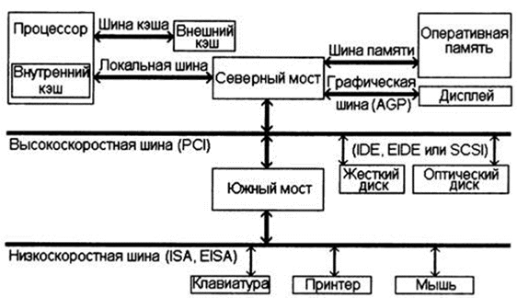 Процессор
Шина кэша
Внешний
кэш
Внутренний
кэш
Локальная шина
Северный мост
Шина памяти
Оперативная
память
Графическая
шина (AGP)
Дисплей
Высокоскоростная шина (PCI)
(IDE, EIDE или SCSI)
Жесткий
диск
Оптический
диск
Южный мост
Низкоскоростная шина (ISA, EISA)
Клавиатура
Принтер
Мышь